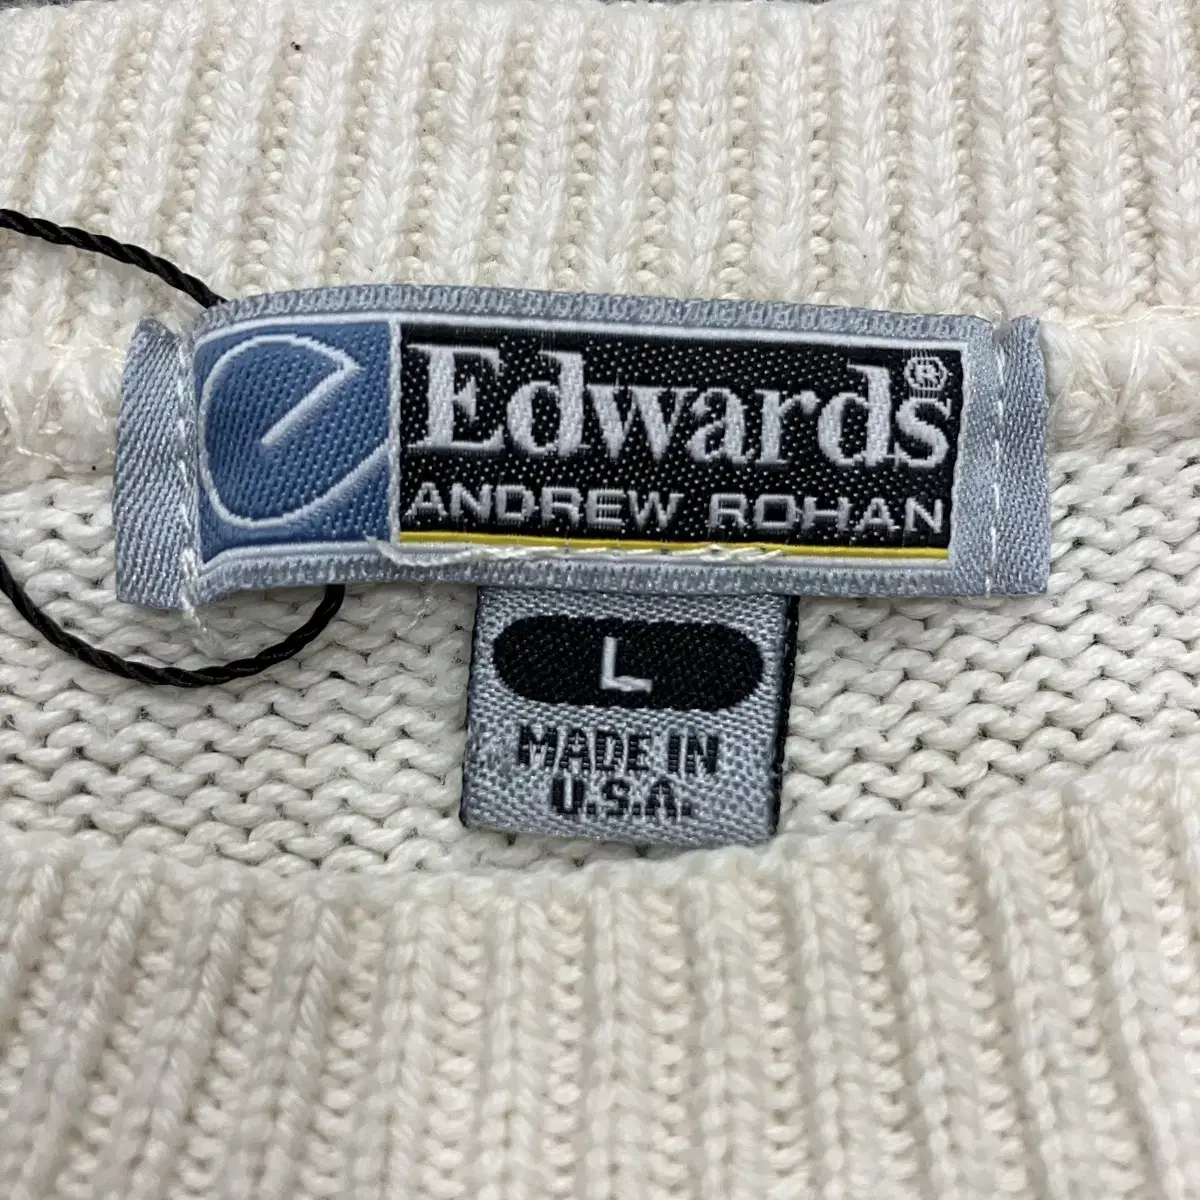 e Edwards®
ANDREW ROHAN
L
MADE IN
U.S.A.